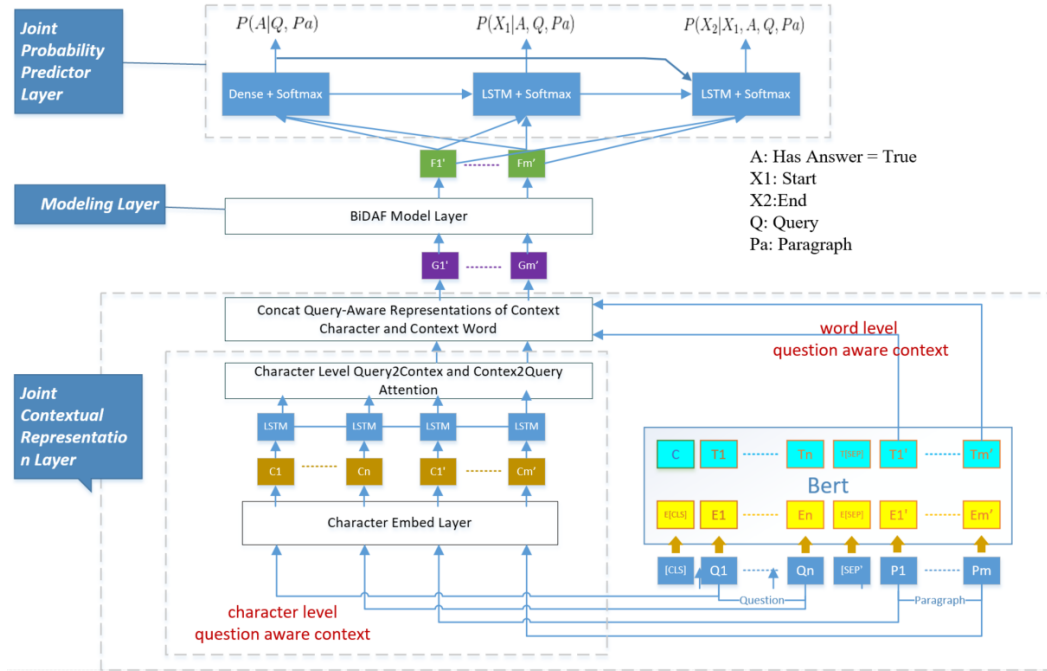 Joint
Probability
Predictor
Layer
P(A|Q, Pa)
P(X₁|A, Q, Pa)
P(X₂|X₁, A, Q, Pa)
Dense + Softmax
LSTM + Softmax
LSTM + Softmax
F1'
Fm'
A: Has Answer = True
X1: Start
X2:End
Q: Query
Pa: Paragraph
Modeling Layer
BiDAF Model Layer
G1'
Gm'
Concat Query-Aware Representations of Context
Character and Context Word
word level
question aware context
Joint
Contextual
Representatio
n Layer
Character Level Query2Contex and Contex2Query
Attention
LSTM
LSTM
LSTM
LSTM
C1
Cn
C1'
Cm'
Character Embed Layer
character level
question aware context
C
T1
Tn
T[SEP]
T1'
Tm'
Bert
E[CLS]
E1
En
E[SEP]
E1'
Em'
[CLS]
Q1
Qn
[SEP'
P1
Pm
Question
Paragraph